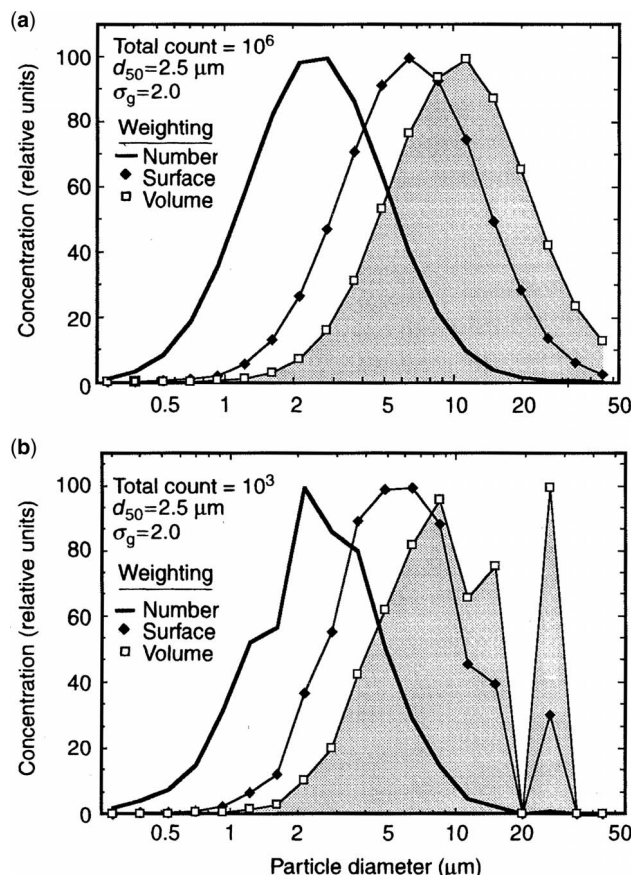 (a)
Total count = 10⁶
d₅₀=2.5 μm
σg=2.0
Weighting
Number
Surface
Volume
Concentration (relative units)
100
80
60
40
20
0
0.5 1 2 5 10 20 50
(b)
Total count = 10³
d₅₀=2.5 μm
σg=2.0
Weighting
Number
Surface
Volume
Concentration (relative units)
100
80
60
40
20
0
0.5 1 2 5 10 20 50
Particle diameter (μm)